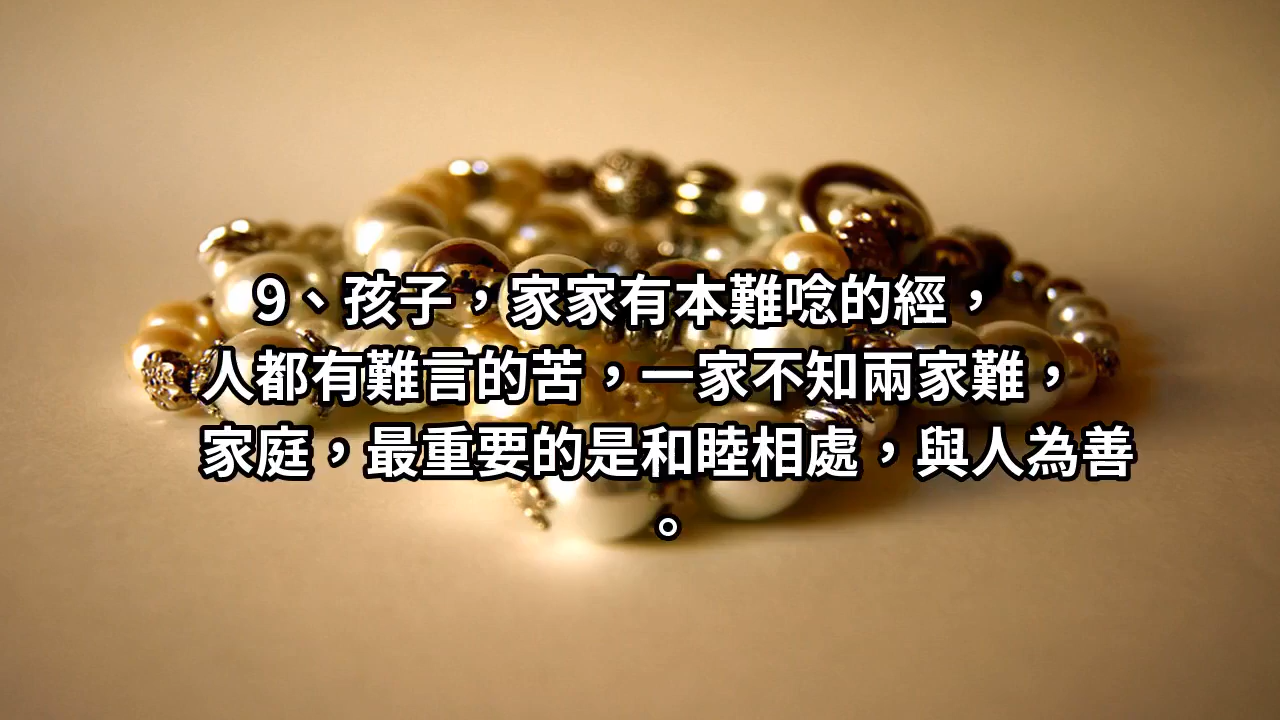 9、孩子，家家有本難唸的經，
人都有難言的苦，一家不知兩家難，
家庭，最重要的是和睦相處，與人為善
。